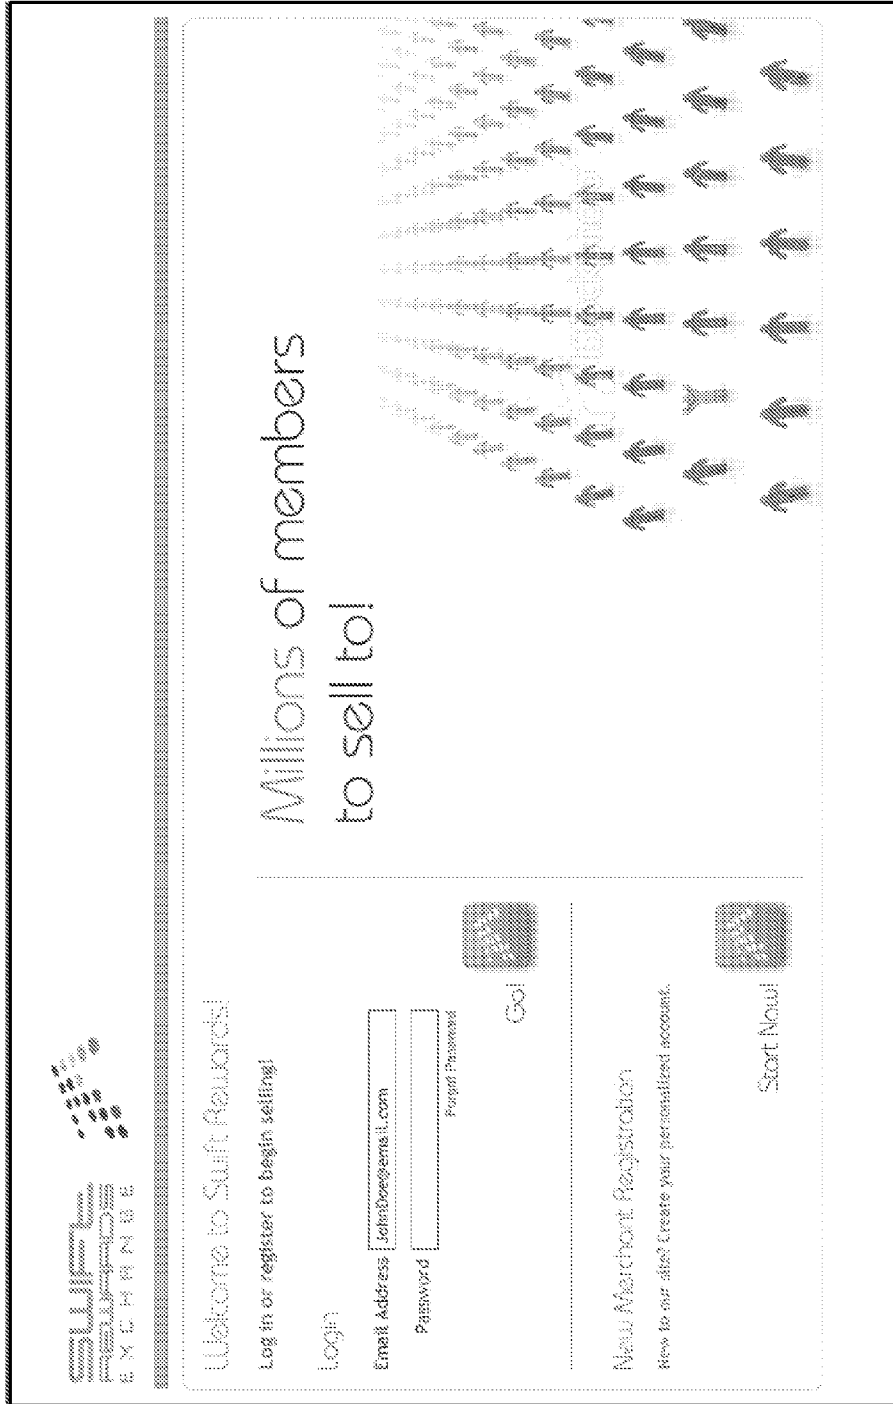 SWIFT
REWARDS
EXCHANGE
Welcome to Swift Rewards!
Log in or register to begin selling!
Login
Email Address JohnDoe@email.com
Password
Forgot Password
Go!
New Merchant Registration
New to our site? Create your personalized account.
Start Now!
Millions of members
to sell to!